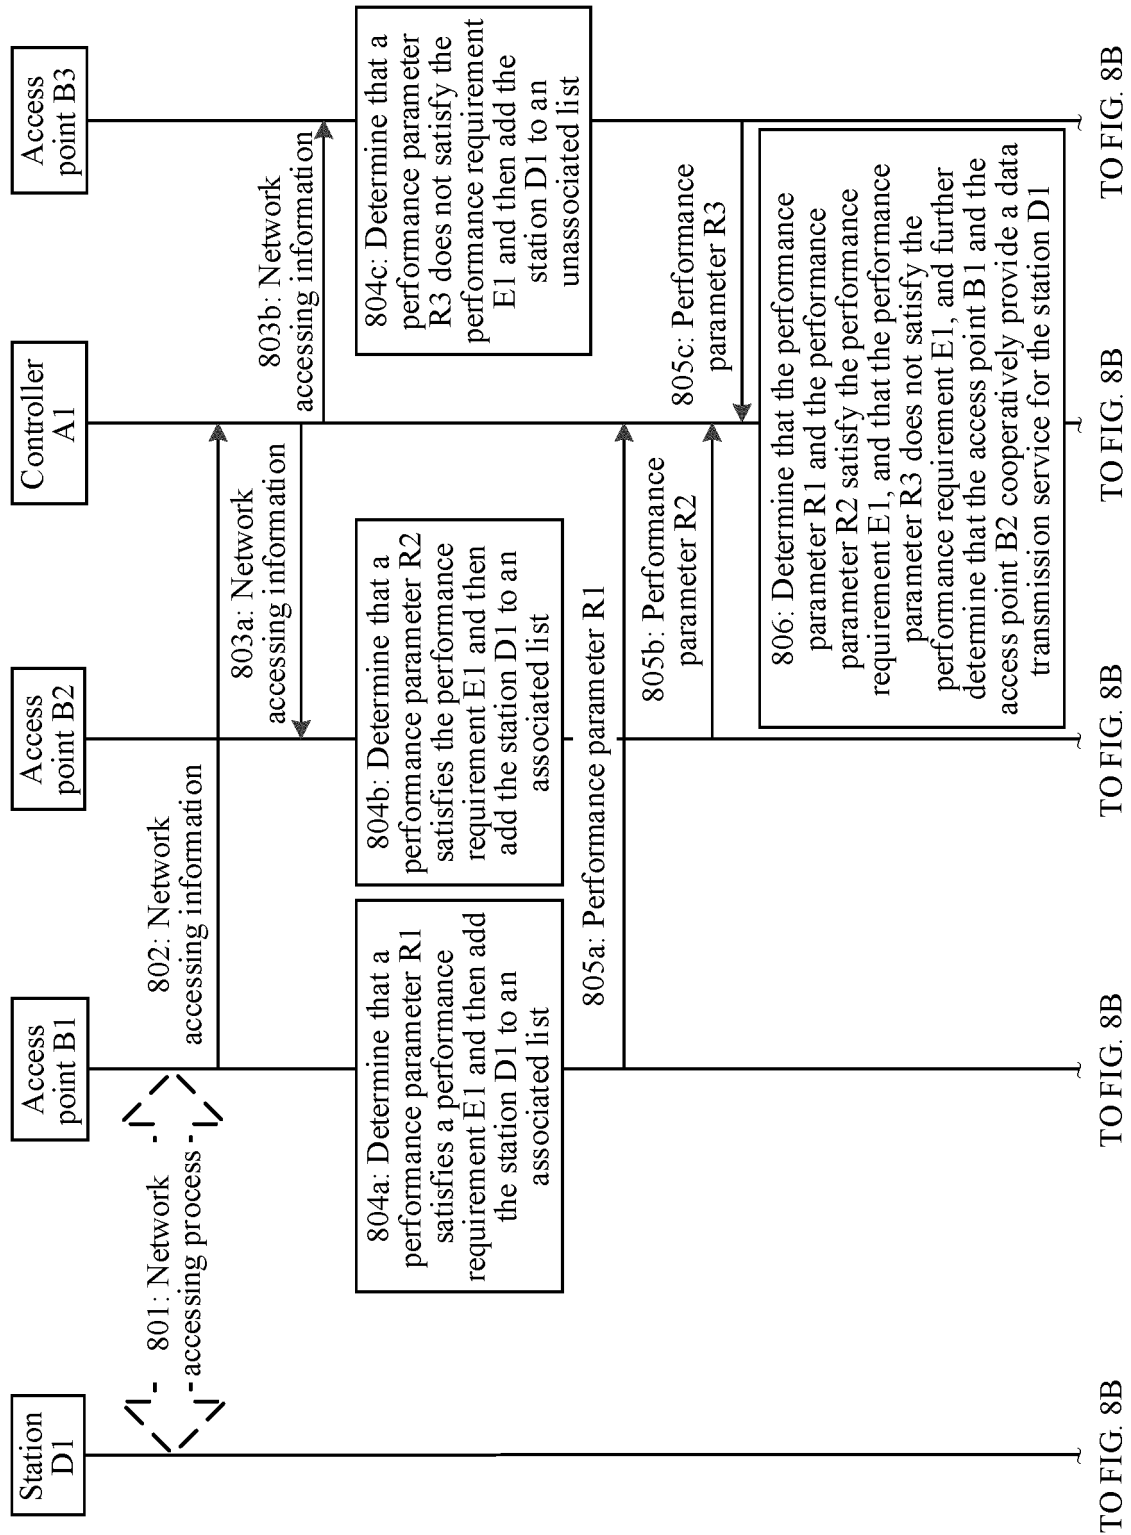 Station
D1
Access
point B1
Access
point B2
Controller
A1
Access
point B3
801: Network
accessing process
802: Network
accessing information
803a: Network
accessing information
803b: Network
accessing information
804a: Determine that a
performance parameter R1
satisfies a performance
requirement E1 and then add
the station D1 to an
associated list
804b: Determine that a
performance parameter R2
satisfies the performance
requirement E1 and then
add the station D1 to an
associated list
804c: Determine that a
performance parameter
R3 does not satisfy the
performance requirement
E1 and then add the
station D1 to an
unassociated list
805a: Performance parameter R1
805b: Performance
parameter R2
805c: Performance
parameter R3
806: Determine that the performance
parameter R1 and the performance
parameter R2 satisfy the performance
requirement E1, and that the performance
parameter R3 does not satisfy the
performance requirement E1, and further
determine that the access point B1 and the
access point B2 cooperatively provide a data
transmission service for the station D1
TO FIG. 8B
TO FIG. 8B
TO FIG. 8B
TO FIG. 8B
TO FIG. 8B